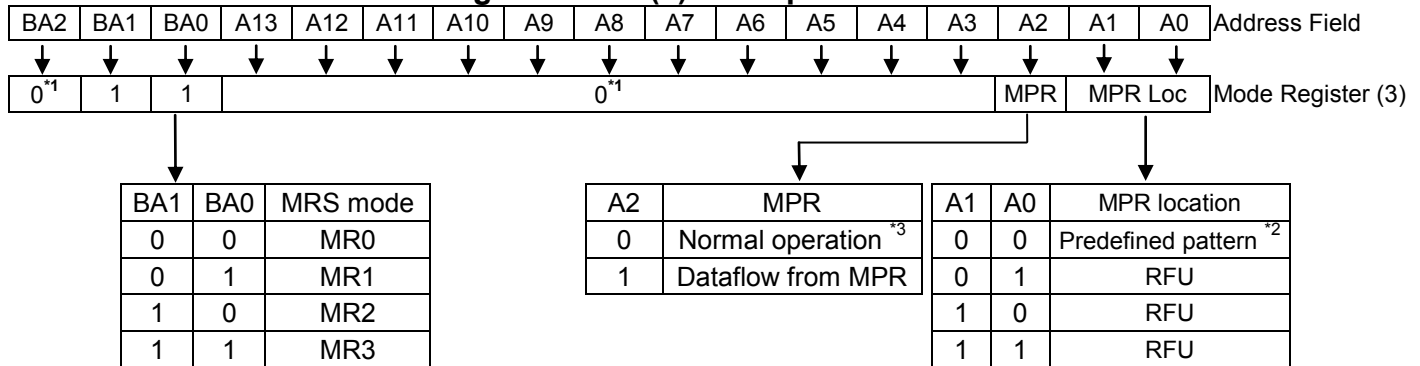 BA2 BA1 BA0 A13 A12 A11 A10 A9 A8 A7 A6 A5 A4 A3 A2 A1 A0 Address Field
0*1 1 1 0*1 MPR MPR Loc Mode Register (3)
BA1 BA0 MRS mode
0 0 MR0
0 1 MR1
1 0 MR2
1 1 MR3
A2 MPR
0 Normal operation *3
1 Dataflow from MPR
A1 A0 MPR location
0 0 Predefined pattern *2
0 1 RFU
1 0 RFU
1 1 RFU